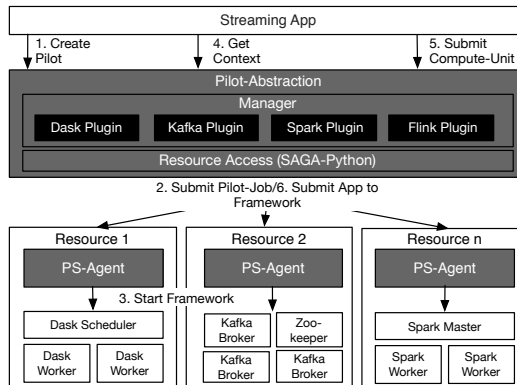 Streaming App
1. Create
Pilot
4. Get
Context
5. Submit
Compute-Unit
Pilot-Abstraction
Manager
Dask Plugin
Kafka Plugin
Spark Plugin
Flink Plugin
Resource Access (SAGA-Python)
2. Submit Pilot-Job/6. Submit App to
Framework
Resource 1
Resource 2
Resource n
PS-Agent
PS-Agent
PS-Agent
3. Start Framework
Dask Scheduler
Dask
Worker
Dask
Worker
Kafka
Broker
Zoo-
keeper
Kafka
Broker
Kafka
Broker
Spark Master
Spark
Worker
Spark
Worker